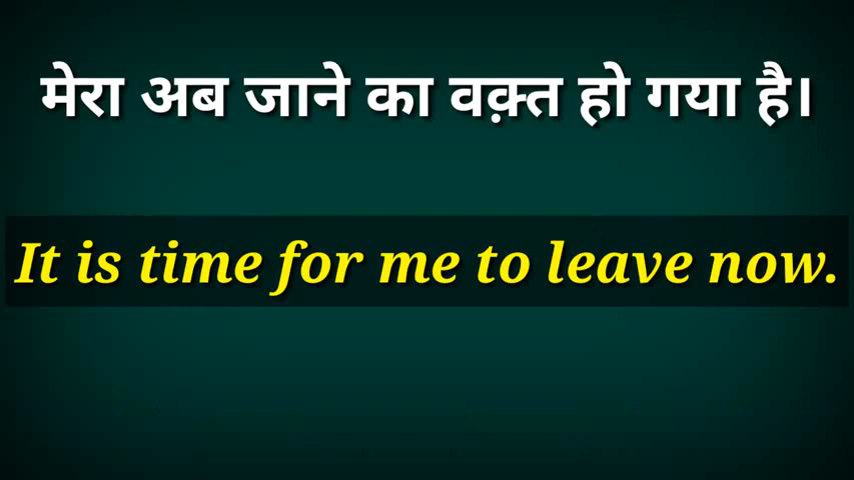 मेरा अब जाने का वक़्त हो गया है।
It is time for me to leave now.